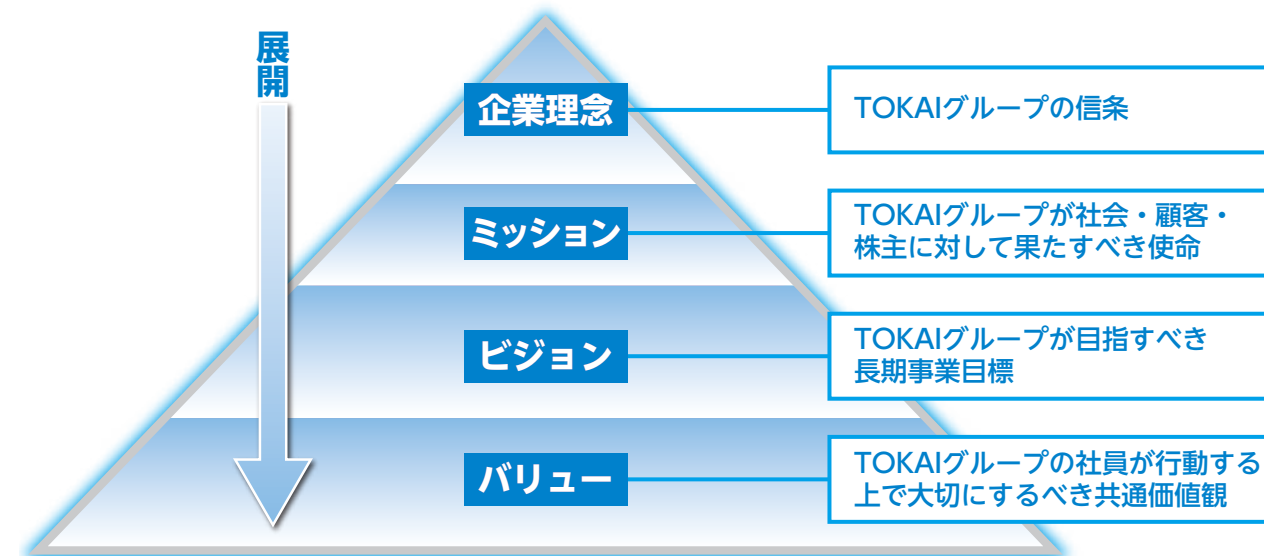 展開
企業理念
TOKAIグループの信条
ミッション
TOKAIグループが社会・顧客・
株主に対して果たすべき使命
ビジョン
TOKAIグループが目指すべき
長期事業目標
バリュー
TOKAIグループの社員が行動する
上で大切にするべき共通価値観